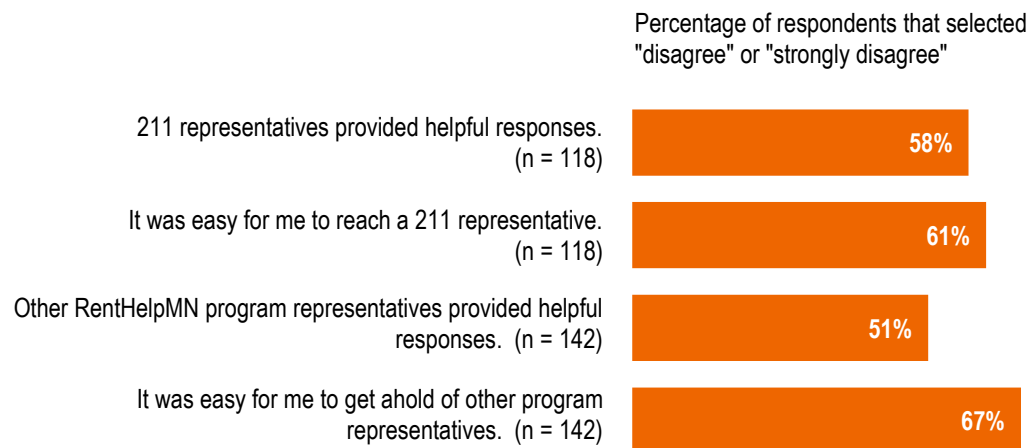 Percentage of respondents that selected
"disagree" or "strongly disagree"
211 representatives provided helpful responses.
(n = 118)
58%
It was easy for me to reach a 211 representative.
(n = 118)
61%
Other RentHelpMN program representatives provided helpful
responses.  (n = 142)
51%
It was easy for me to get ahold of other program
representatives.  (n = 142)
67%